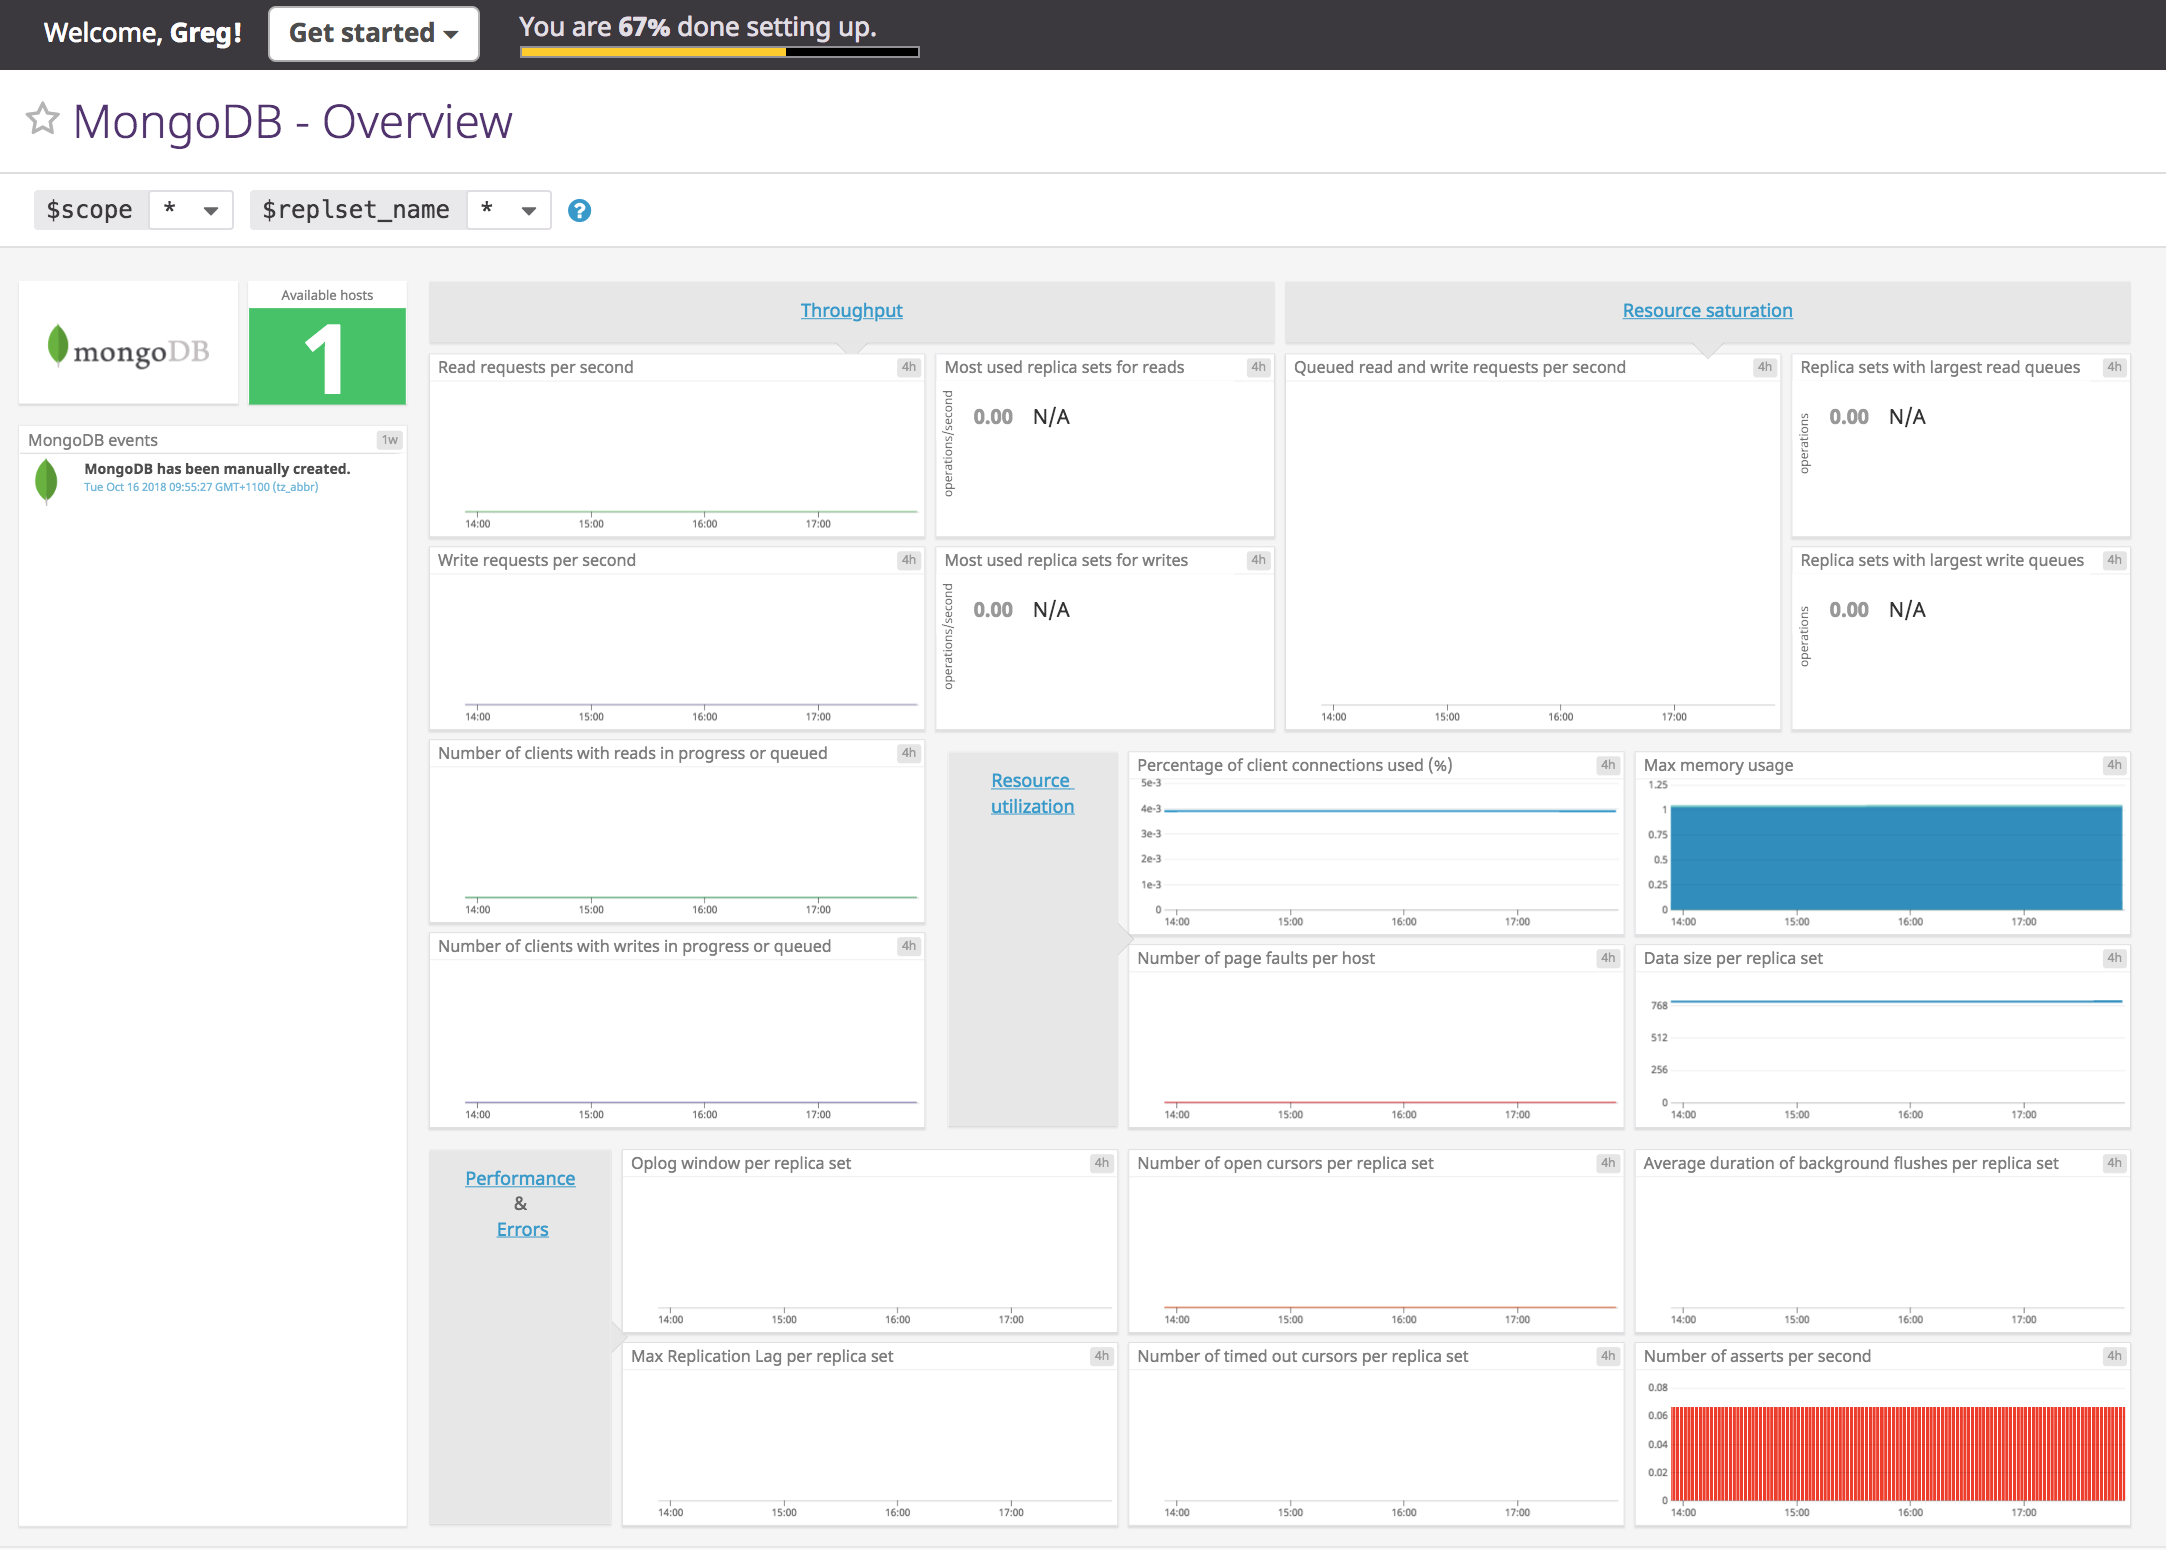 Welcome, Greg!
Get started
You are 67% done setting up.
MongoDB - Overview
$scope * $replset_name * ?
mongoDB
Available hosts
1
MongoDB events 1w
MongoDB has been manually created.
Tue Oct 16 2018 09:55:27 GMT+1100 (tz_abbr)
Throughput
Read requests per second 4h
14:00 15:00 16:00 17:00
Most used replica sets for reads 4h
operations/second
0.00 N/A
Write requests per second 4h
14:00 15:00 16:00 17:00
Most used replica sets for writes 4h
operations/second
0.00 N/A
Number of clients with reads in progress or queued 4h
14:00 15:00 16:00 17:00
Number of clients with writes in progress or queued 4h
14:00 15:00 16:00 17:00
Resource saturation
Queued read and write requests per second 4h
14:00 15:00 16:00 17:00
Replica sets with largest read queues 4h
operations
0.00 N/A
Replica sets with largest write queues 4h
operations
0.00 N/A
Resource
utilization
Percentage of client connections used (%) 4h
5e-3
4e-3
3e-3
2e-3
1e-3
0
14:00 15:00 16:00 17:00
Max memory usage 4h
1.25
1
0.75
0.5
0.25
0
14:00 15:00 16:00 17:00
Number of page faults per host 4h
14:00 15:00 16:00 17:00
Data size per replica set 4h
768
512
256
0
14:00 15:00 16:00 17:00
Performance
&
Errors
Oplog window per replica set 4h
14:00 15:00 16:00 17:00
Number of open cursors per replica set 4h
14:00 15:00 16:00 17:00
Average duration of background flushes per replica set 4h
14:00 15:00 16:00 17:00
Max Replication Lag per replica set 4h
14:00 15:00 16:00 17:00
Number of timed out cursors per replica set 4h
14:00 15:00 16:00 17:00
Number of asserts per second 4h
0.08
0.06
0.04
0.02
0
14:00 15:00 16:00 17:00